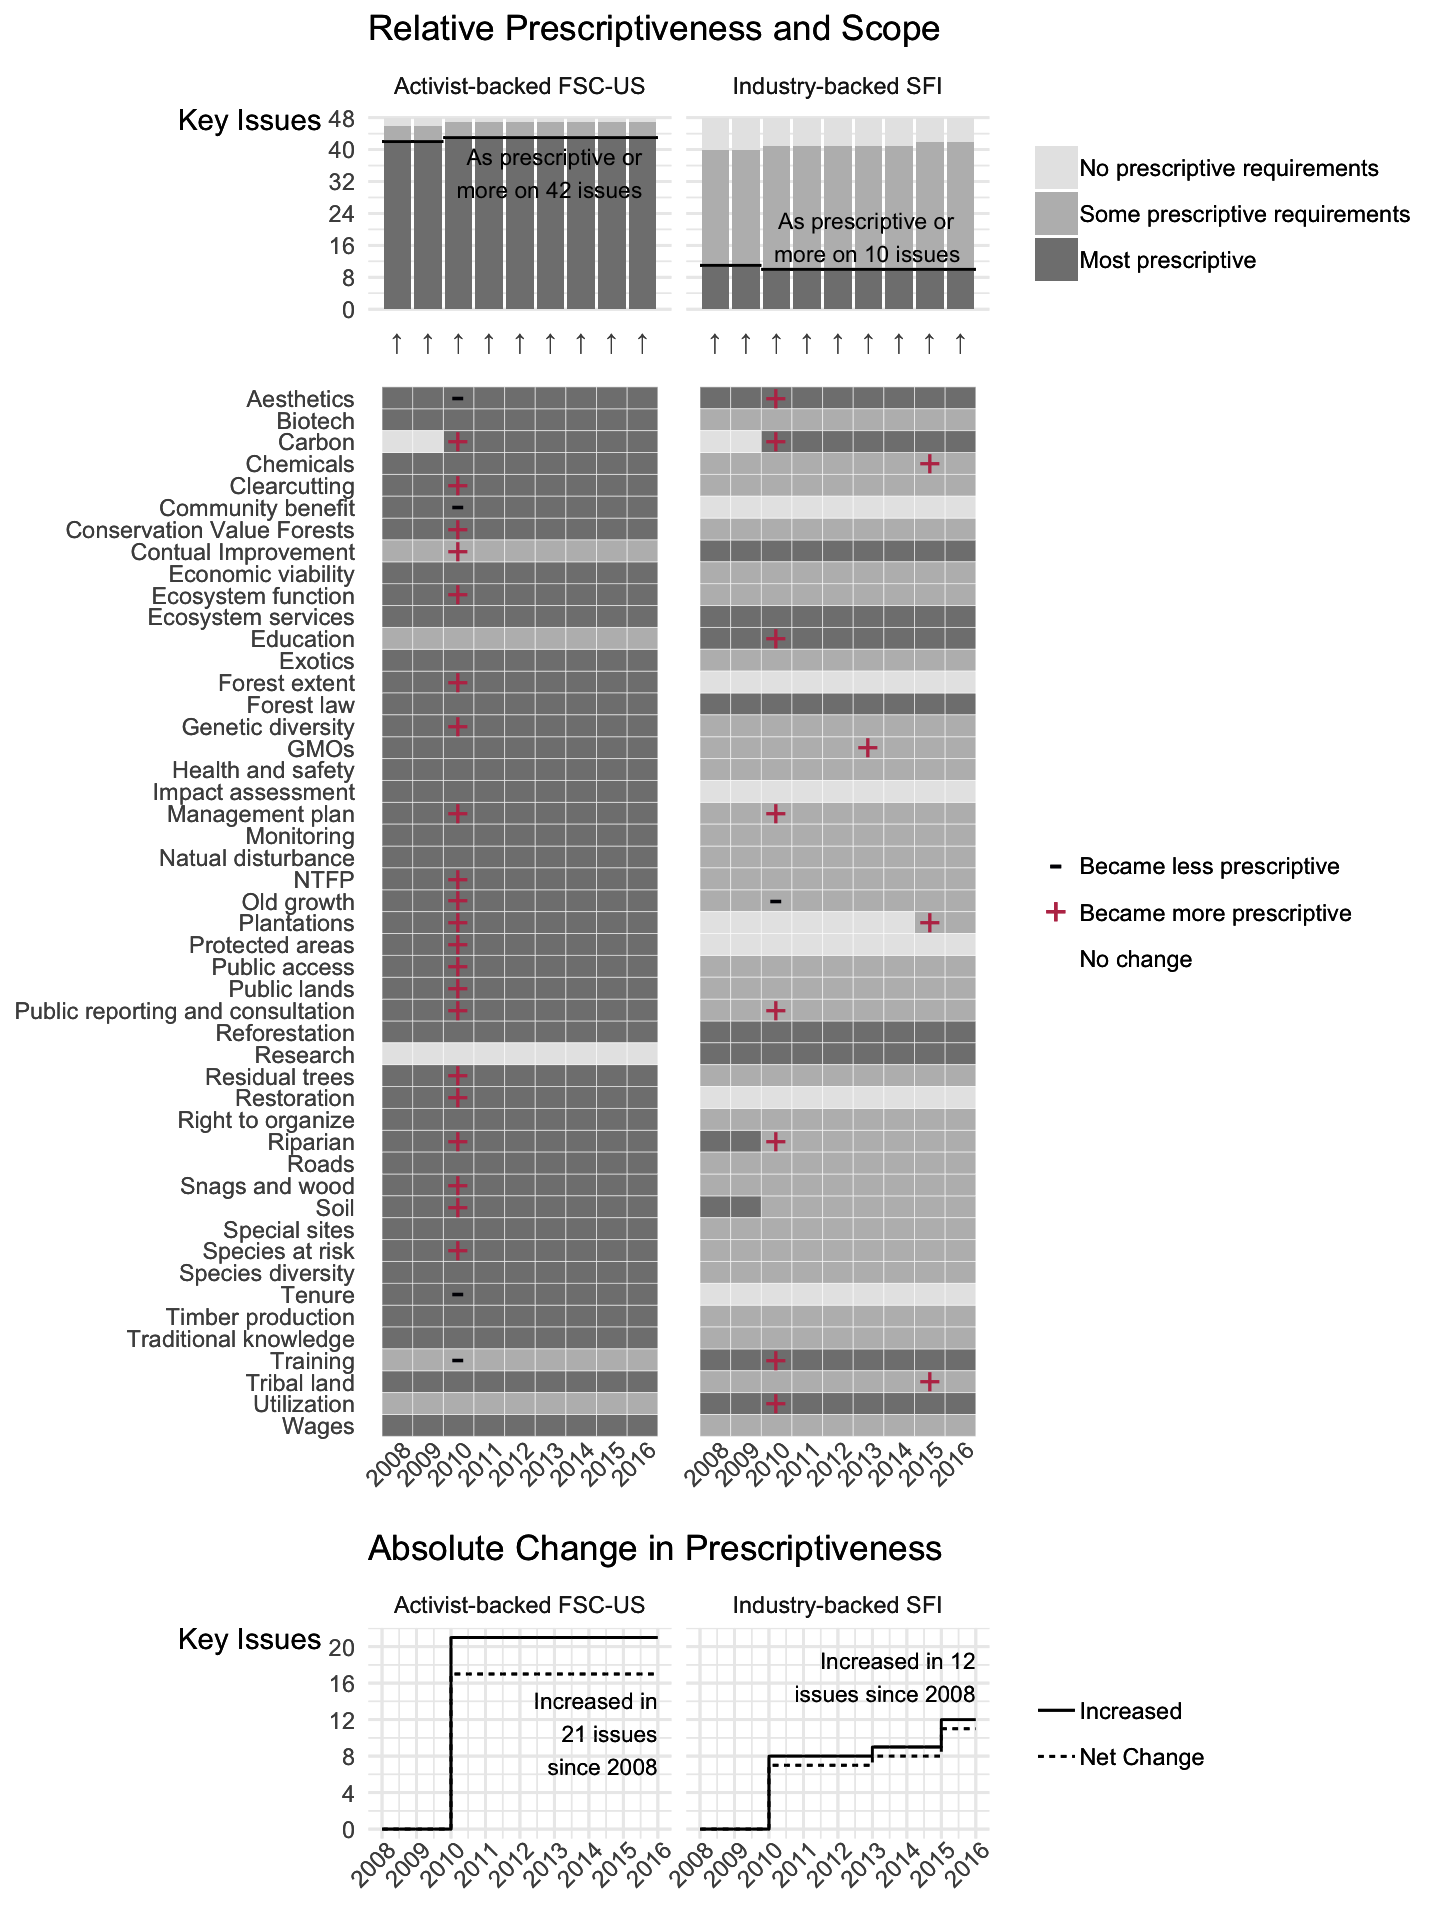 Relative Prescriptiveness and Scope
Activist-backed FSC-US
Industry-backed SFI
Key Issues
48
40
32
24
16
8
0
As prescriptive or
more on 42 issues
As prescriptive or
more on 10 issues
No prescriptive requirements
Some prescriptive requirements
Most prescriptive
↑ ↑ ↑ ↑ ↑ ↑ ↑ ↑ ↑
↑ ↑ ↑ ↑ ↑ ↑ ↑ ↑ ↑
Aesthetics
Biotech
Carbon
Chemicals
Clearcutting
Community benefit
Conservation Value Forests
Contual Improvement
Economic viability
Ecosystem function
Ecosystem services
Education
Exotics
Forest extent
Forest law
Genetic diversity
GMOs
Health and safety
Impact assessment
Management plan
Monitoring
Natual disturbance
NTFP
Old growth
Plantations
Protected areas
Public access
Public lands
Public reporting and consultation
Reforestation
Research
Residual trees
Restoration
Right to organize
Riparian
Roads
Snags and wood
Soil
Special sites
Species at risk
Species diversity
Tenure
Timber production
Traditional knowledge
Training
Tribal land
Utilization
Wages
- Became less prescriptive
+ Became more prescriptive
No change
2008 2009 2010 2011 2012 2013 2014 2015 2016
2008 2009 2010 2011 2012 2013 2014 2015 2016
Absolute Change in Prescriptiveness
Activist-backed FSC-US
Industry-backed SFI
Key Issues
20
16
12
8
4
0
Increased in
21 issues
since 2008
Increased in 12
issues since 2008
Increased
Net Change
2008 2009 2010 2011 2012 2013 2014 2015 2016
2008 2009 2010 2011 2012 2013 2014 2015 2016